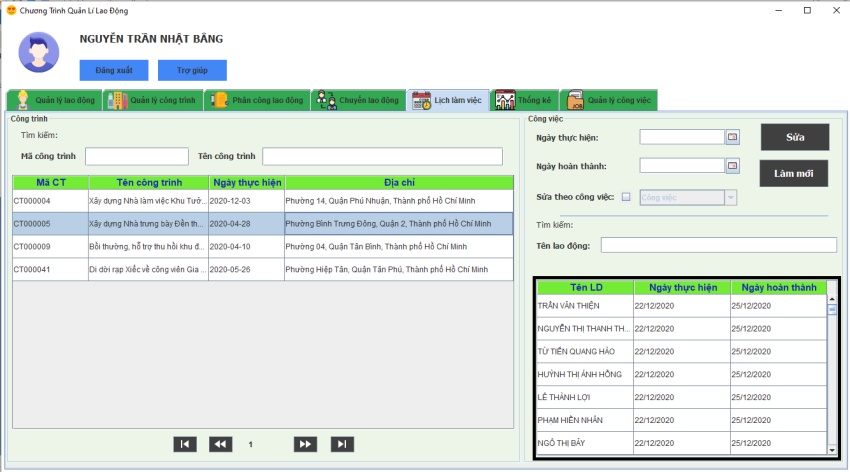 Chương Trình Quản Lí Lao Động
NGUYỄN TRẦN NHẬT BẰNG
Đăng xuất
Trợ giúp
Quản lý lao động
Quản lý công trình
Phân công lao động
Chuyển lao động
Lịch làm việc
Thống kê
Quản lý công việc
Công trình
Tìm kiếm:
Mã công trình
Tên công trình
Mã CT Tên công trình Ngày thực hiện Địa chỉ
CT000004 Xây dựng Nhà làm việc Khu Tưở... 2020-12-03 Phường 14, Quận Phú Nhuận, Thành phố Hồ Chí Minh
CT000005 Xây dựng Nhà trưng bày Đền th... 2020-04-28 Phường Bình Trưng Đông, Quận 2, Thành phố Hồ Chí Minh
CT000009 Bồi thường, hỗ trợ thu hồi khu đ... 2020-04-10 Phường 04, Quận Tân Bình, Thành phố Hồ Chí Minh
CT000041 Di dời rạp Xiếc về công viên Gia ... 2020-05-26 Phường Hiệp Tân, Quận Tân Phú, Thành phố Hồ Chí Minh
1
Công việc
Ngày thực hiện:
Sửa
Ngày hoàn thành:
Làm mới
Sửa theo công việc:
Công việc
Tìm kiếm:
Tên lao động:
Tên LD Ngày thực hiện Ngày hoàn thành
TRẦN VĂN THIỆN 22/12/2020 25/12/2020
NGUYỄN THỊ THANH TH... 22/12/2020 25/12/2020
TỪ TIẾN QUANG HÀO 22/12/2020 25/12/2020
HUỲNH THỊ ÁNH HỒNG 22/12/2020 25/12/2020
LÊ THÀNH LỢI 22/12/2020 25/12/2020
PHẠM HIỀN NHÂN 22/12/2020 25/12/2020
NGÔ THỊ BẢY 22/12/2020 25/12/2020